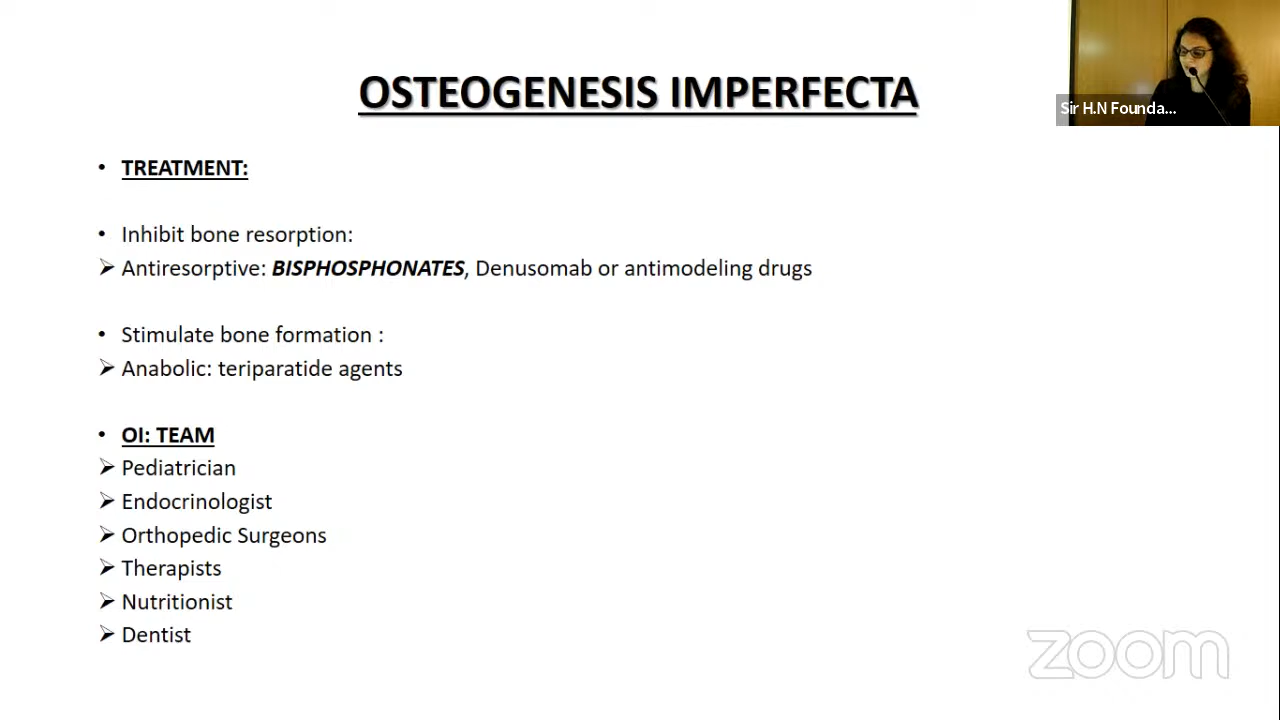 OSTEOGENESIS IMPERFECTA
Sir H.N Founda...
• TREATMENT:
• Inhibit bone resorption:
➢ Antiresorptive: BISPHOSPHONATES, Denusomab or antimodeling drugs
• Stimulate bone formation :
➢ Anabolic: teriparatide agents
• OI: TEAM
➢ Pediatrician
➢ Endocrinologist
➢ Orthopedic Surgeons
➢ Therapists
➢ Nutritionist
➢ Dentist
zoom